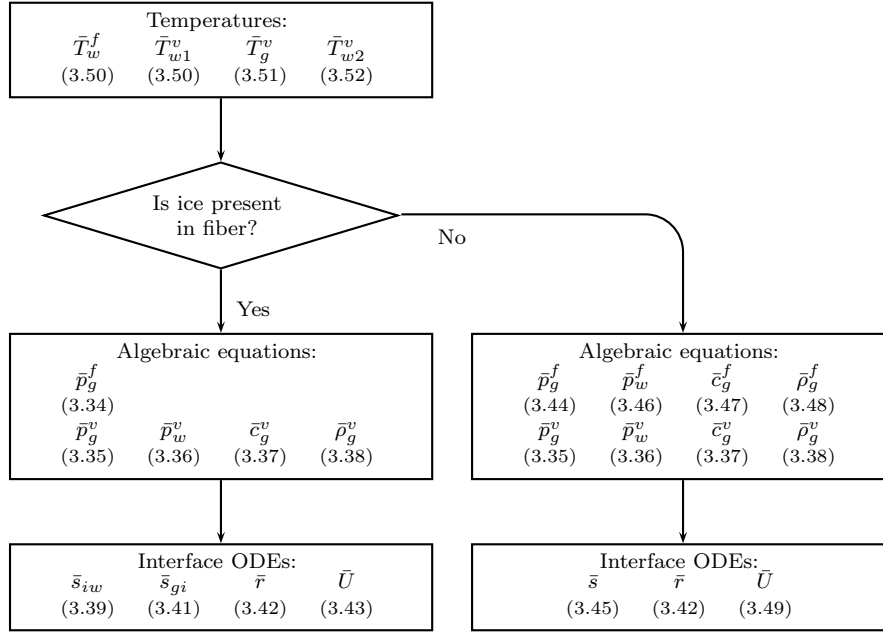 Temperatures:
T̄_w^f T̄_{w1}^v T̄_g^v T̄_{w2}^v
(3.50) (3.50) (3.51) (3.52)
Is ice present
in fiber?
No
Yes
Algebraic equations:
p̄_g^f
(3.34)
p̄_g^v p̄_w^v c̄_g^v ρ̄_g^v
(3.35) (3.36) (3.37) (3.38)
Algebraic equations:
p̄_g^f p̄_w^f c̄_g^f ρ̄_g^f
(3.44) (3.46) (3.47) (3.48)
p̄_g^v p̄_w^v c̄_g^v ρ̄_g^v
(3.35) (3.36) (3.37) (3.38)
Interface ODEs:
s̄_{iw} s̄_{gi} r̄ Ū
(3.39) (3.41) (3.42) (3.43)
Interface ODEs:
s̄ r̄ Ū
(3.45) (3.42) (3.49)